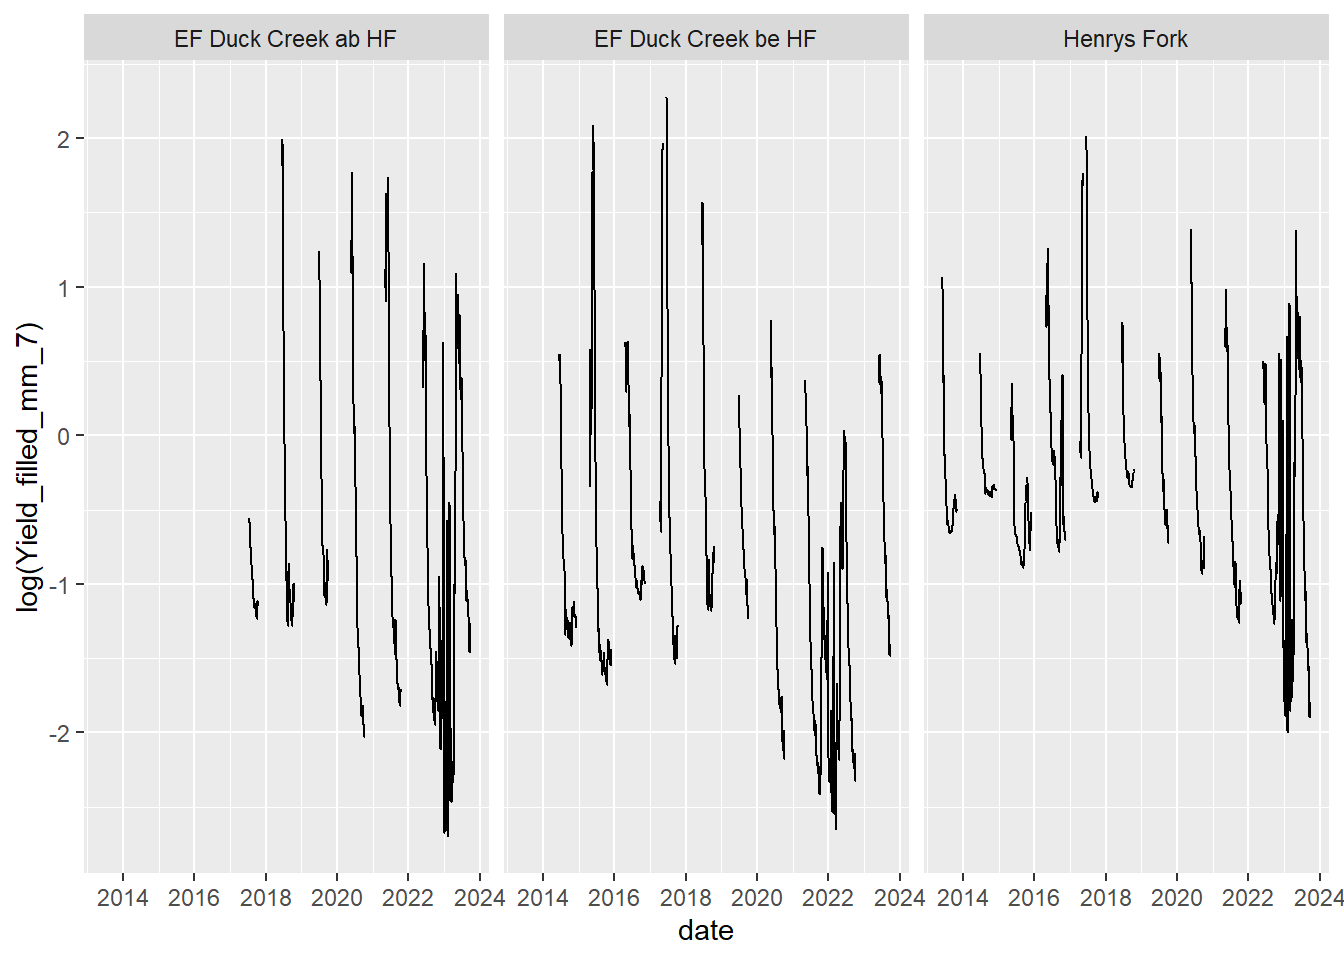 EF Duck Creek ab HF
EF Duck Creek be HF
Henrys Fork
log(Yield_filled_mm_7)
2
1
0
-1
-2
2014 2016 2018 2020 2022 2024
2014 2016 2018 2020 2022 2024
2014 2016 2018 2020 2022 2024
date